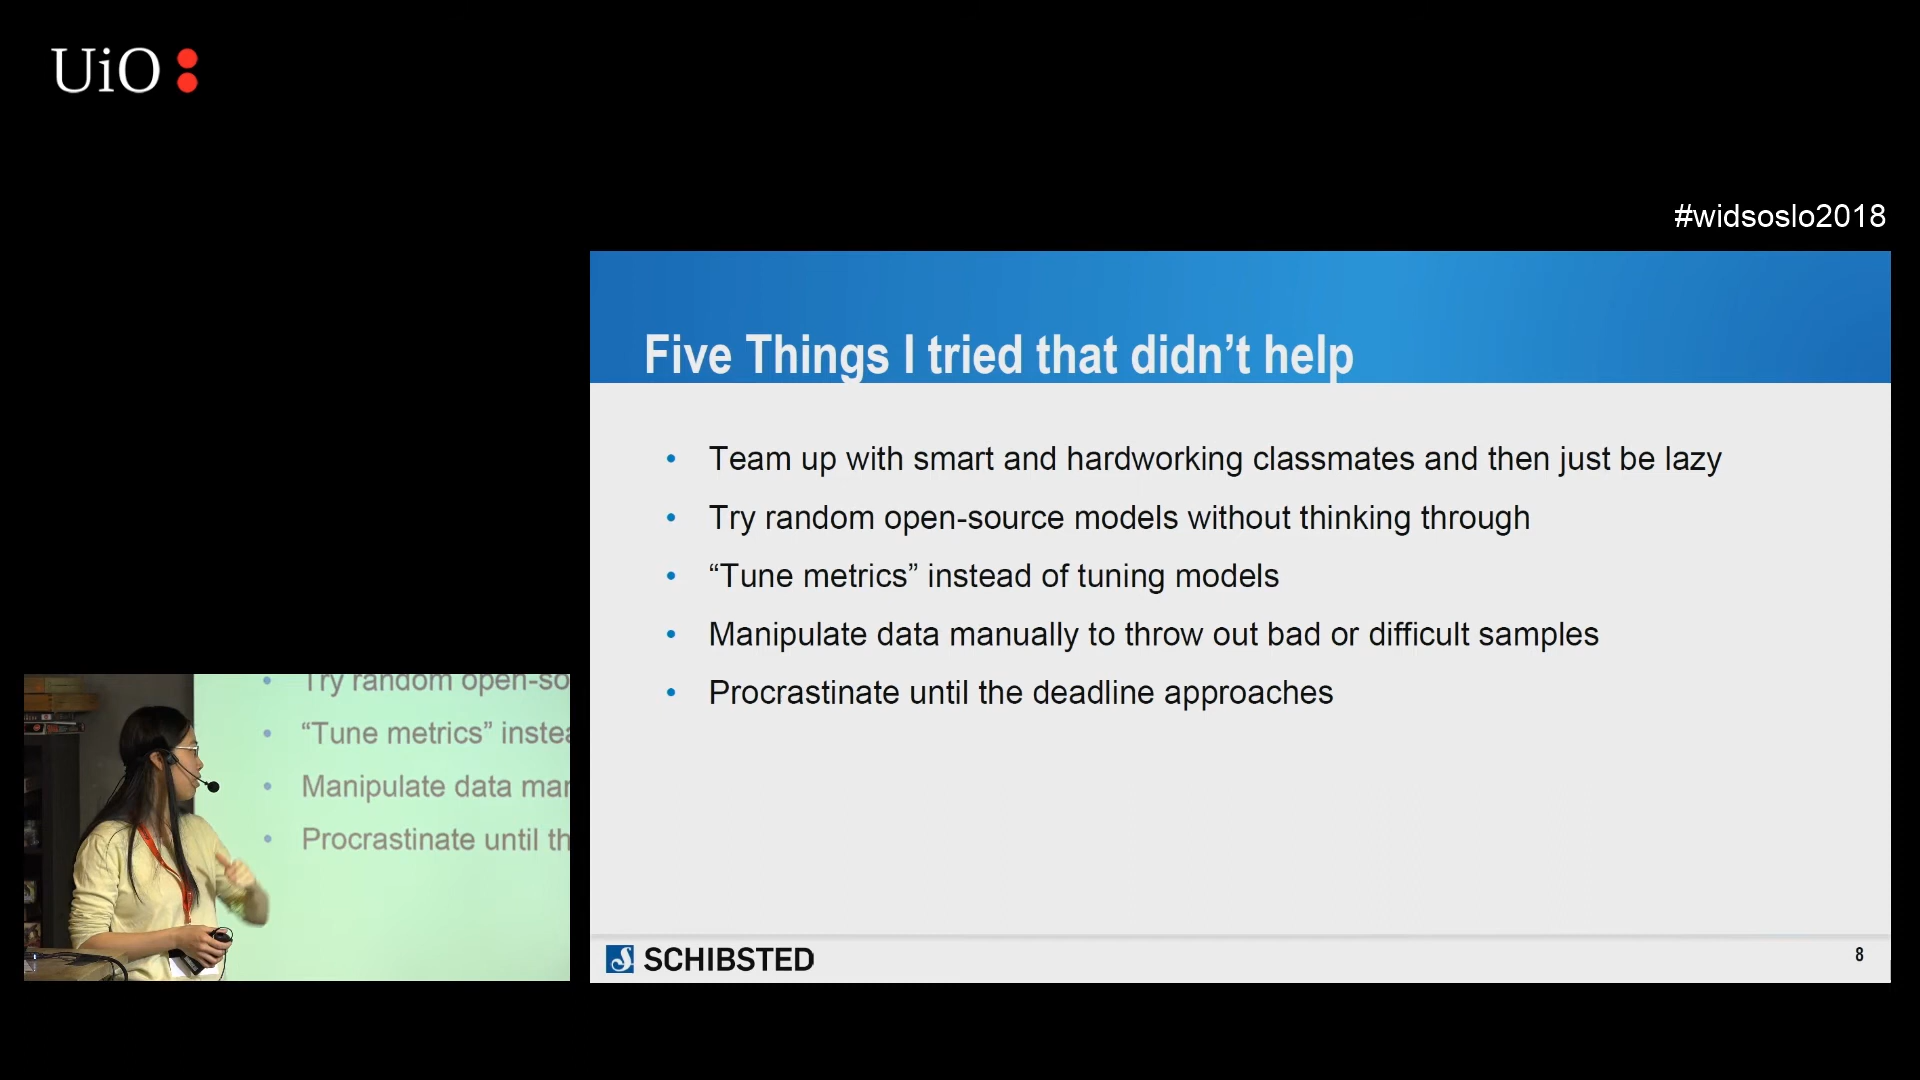 UiO:
#widsoslo2018
Five Things I tried that didn’t help
• Team up with smart and hardworking classmates and then just be lazy
• Try random open-source models without thinking through
• “Tune metrics” instead of tuning models
• Manipulate data manually to throw out bad or difficult samples
• Procrastinate until the deadline approaches
SCHIBSTED
8
• Try random open-so
• “Tune metrics” instea
• Manipulate data mar
• Procrastinate until th